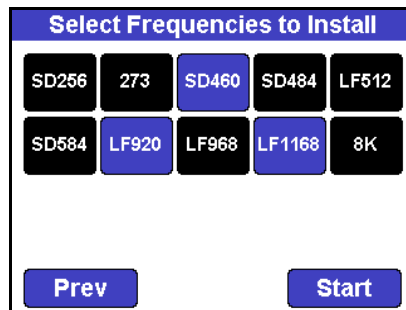 Select Frequencies to Install
SD256 273 SD460 SD484 LF512
SD584 LF920 LF968 LF1168 8K
Prev Start